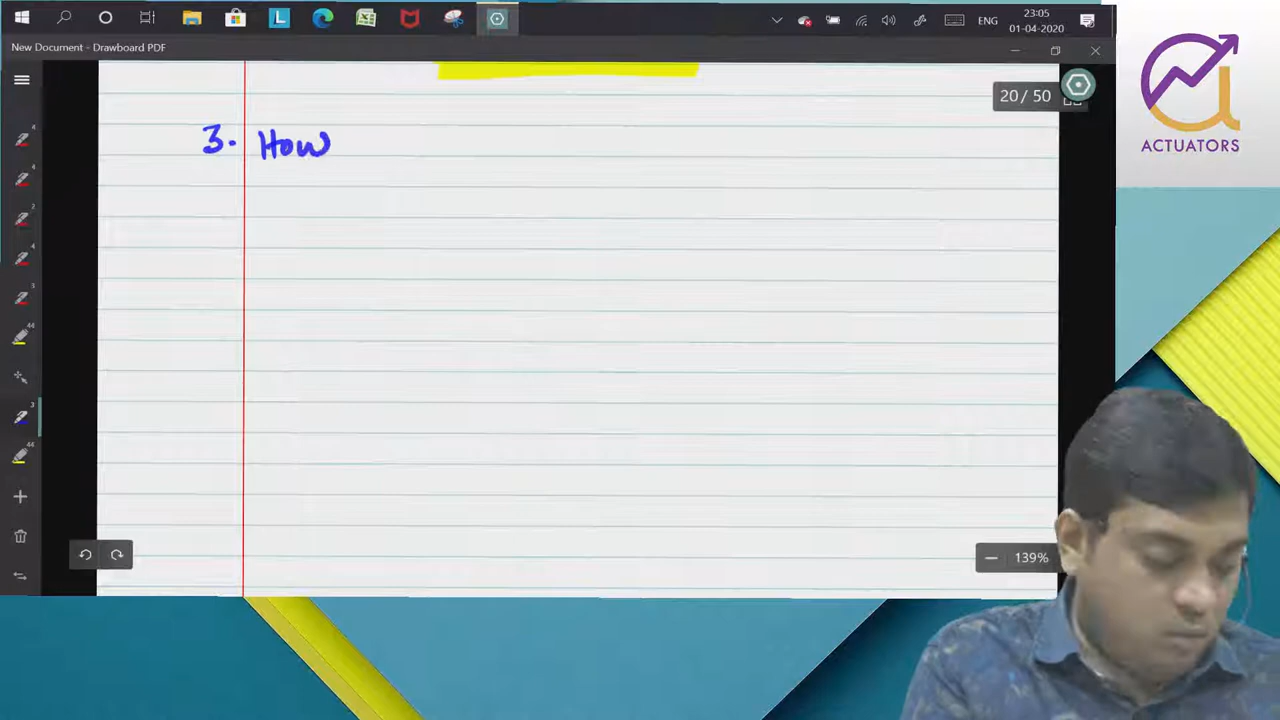 23:05
ENG
01-04-2020
New Document - Drawboard PDF
20 / 50
ACTUATORS
3. How
139%